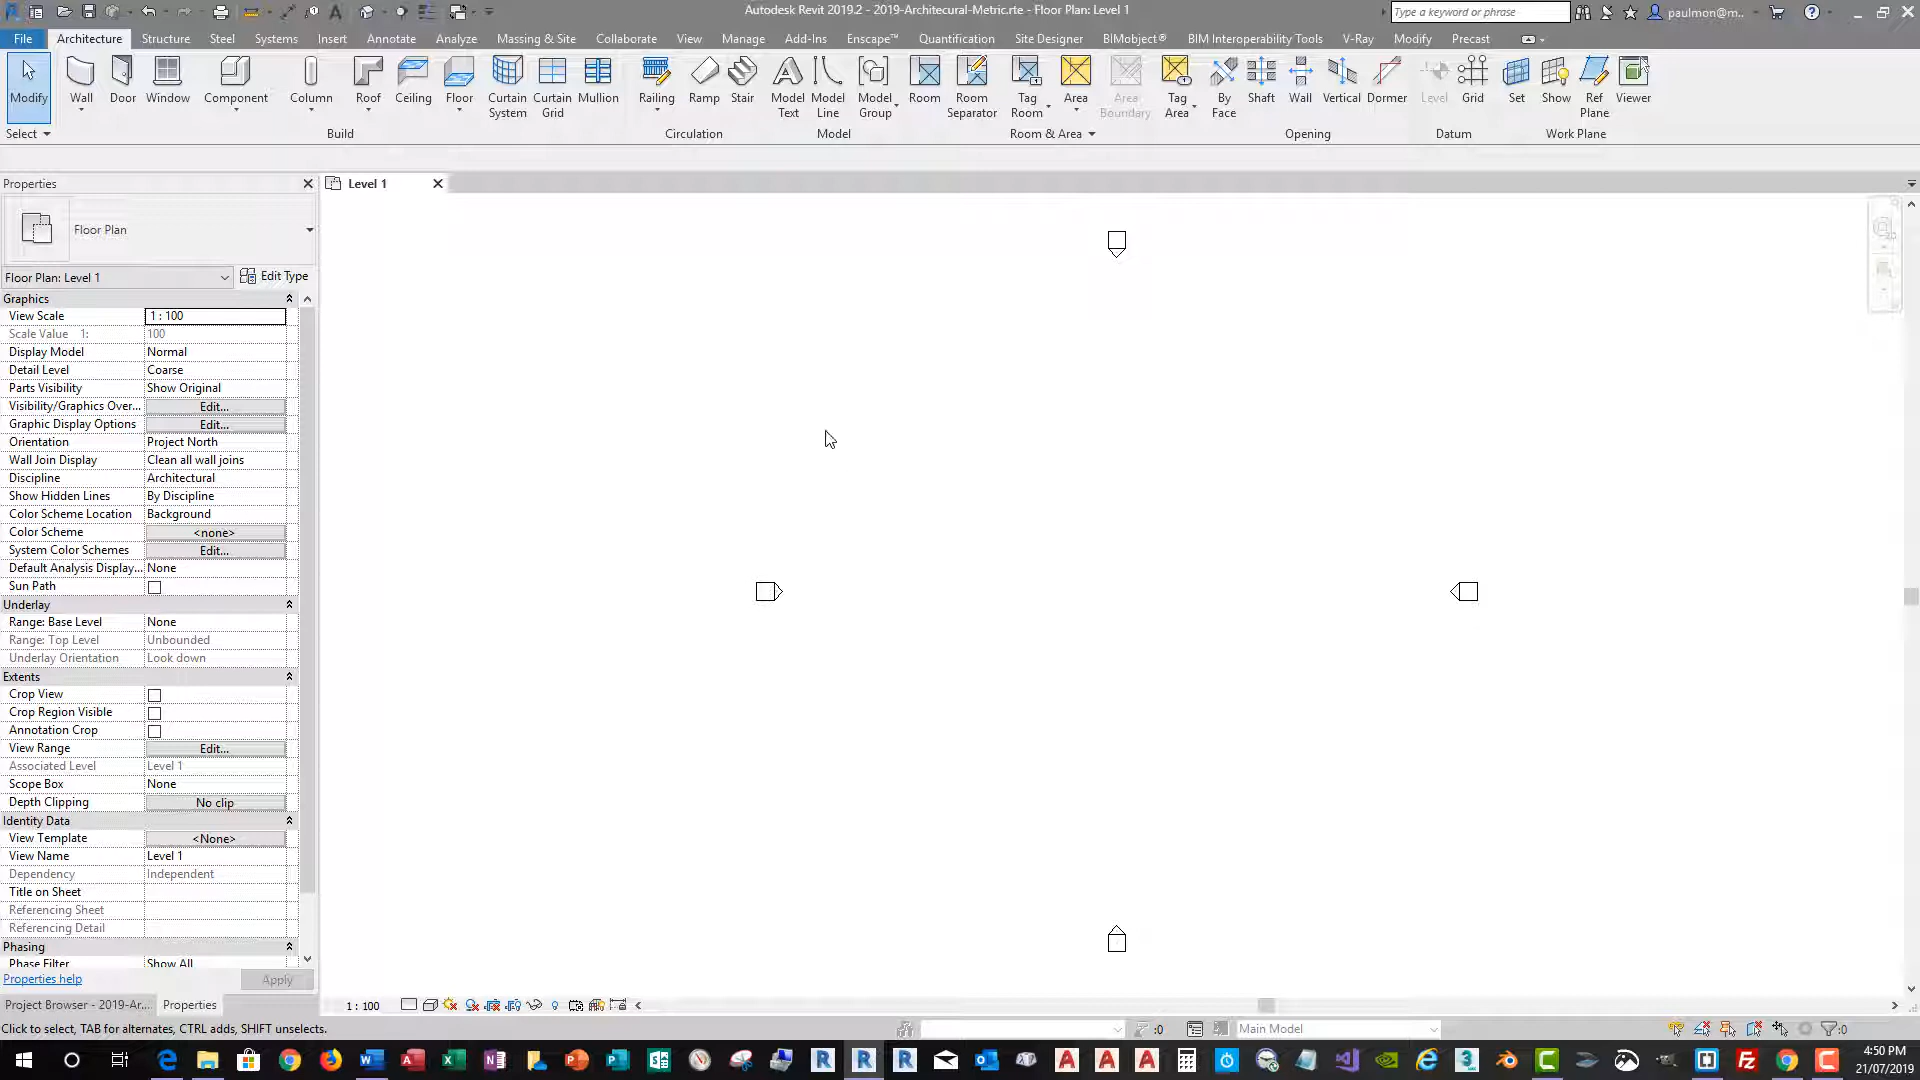 Autodesk Revit 2019.2 - 2019-Architecural-Metric.rte - Floor Plan: Level 1
Type a keyword or phrase
paulmon@m...
File Architecture Structure Steel Systems Insert Annotate Analyze Massing & Site Collaborate View Manage Add-Ins Enscape™ Quantification Site Designer BIMobject® BIM Interoperability Tools V-Ray Modify Precast
Modify Wall Door Window Component Column Roof Ceiling Floor Curtain System Curtain Grid Mullion Railing Ramp Stair Model Text Model Line Model Group Room Room Separator Tag Room Area Area Boundary Tag Area By Face Shaft Wall Vertical Dormer Level Grid Set Show Ref Plane Viewer
Select Build Circulation Model Room & Area Opening Datum Work Plane
Properties
Level 1
Floor Plan
Floor Plan: Level 1 Edit Type
Graphics
View Scale 1 : 100
Scale Value 1: 100
Display Model Normal
Detail Level Coarse
Parts Visibility Show Original
Visibility/Graphics Over... Edit...
Graphic Display Options Edit...
Orientation Project North
Wall Join Display Clean all wall joins
Discipline Architectural
Show Hidden Lines By Discipline
Color Scheme Location Background
Color Scheme <none>
System Color Schemes Edit...
Default Analysis Display... None
Sun Path
Underlay
Range: Base Level None
Range: Top Level Unbounded
Underlay Orientation Look down
Extents
Crop View
Crop Region Visible
Annotation Crop
View Range Edit...
Associated Level Level 1
Scope Box None
Depth Clipping No clip
Identity Data
View Template <None>
View Name Level 1
Dependency Independent
Title on Sheet
Referencing Sheet
Referencing Detail
Phasing
Phase Filter Show All
Properties help Apply
Project Browser - 2019-Ar... Properties
1 : 100
Click to select, TAB for alternates, CTRL adds, SHIFT unselects.
:0
Main Model
:0
4:50 PM
21/07/2019